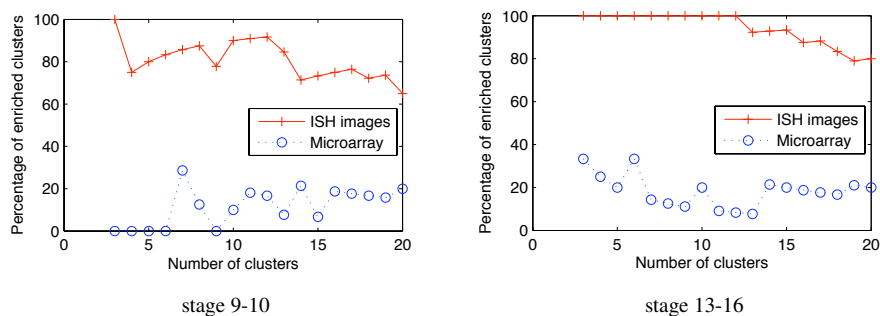 Percentage of enriched clusters
100
80
60
40
20
0
ISH images
Microarray
0 5 10 15 20
Number of clusters
stage 9-10
Percentage of enriched clusters
100
80
60
40
20
0
ISH images
Microarray
0 5 10 15 20
Number of clusters
stage 13-16